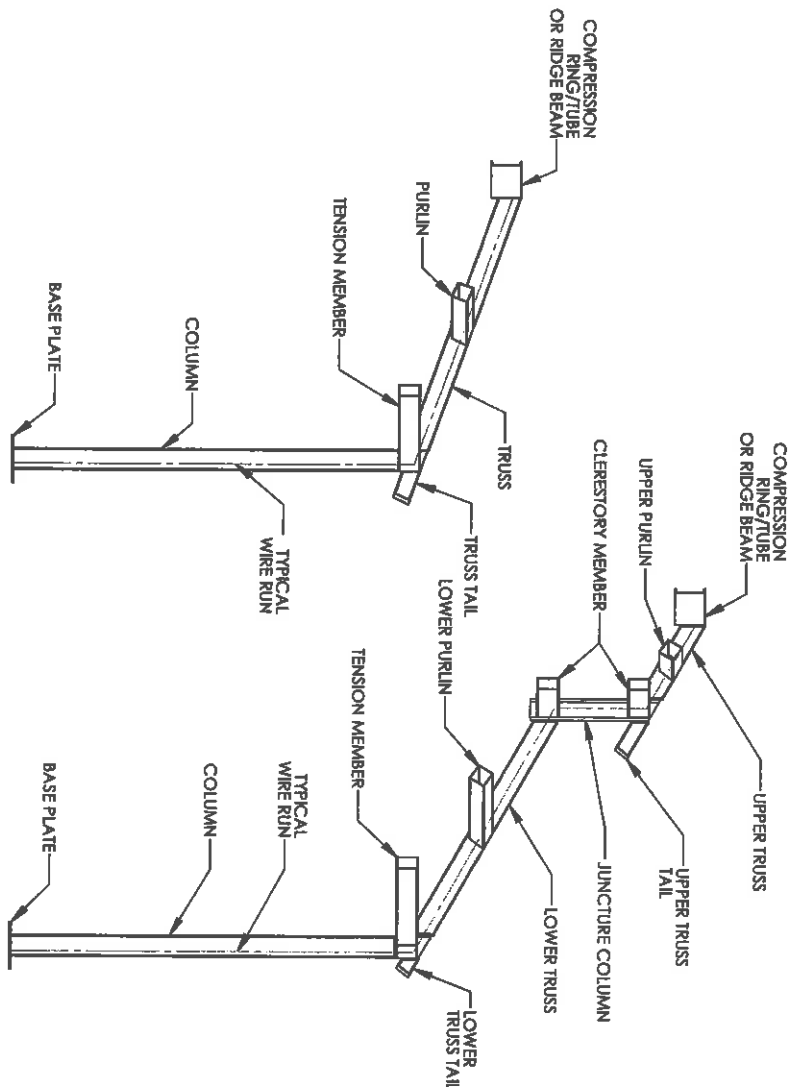 COMPRESSION
RING/TUBE
OR RIDGE BEAM
PURLIN
TENSION MEMBER
TRUSS
TRUSS TAIL
COLUMN
TYPICAL
WIRE RUN
BASE PLATE
COMPRESSION
RING/TUBE
OR RIDGE BEAM
UPPER PURLIN
CLERESTORY MEMBER
UPPER TRUSS
UPPER TRUSS
TAIL
JUNCTURE COLUMN
LOWER PURLIN
LOWER TRUSS
TENSION MEMBER
LOWER
TRUSS TAIL
TYPICAL
WIRE RUN
COLUMN
BASE PLATE